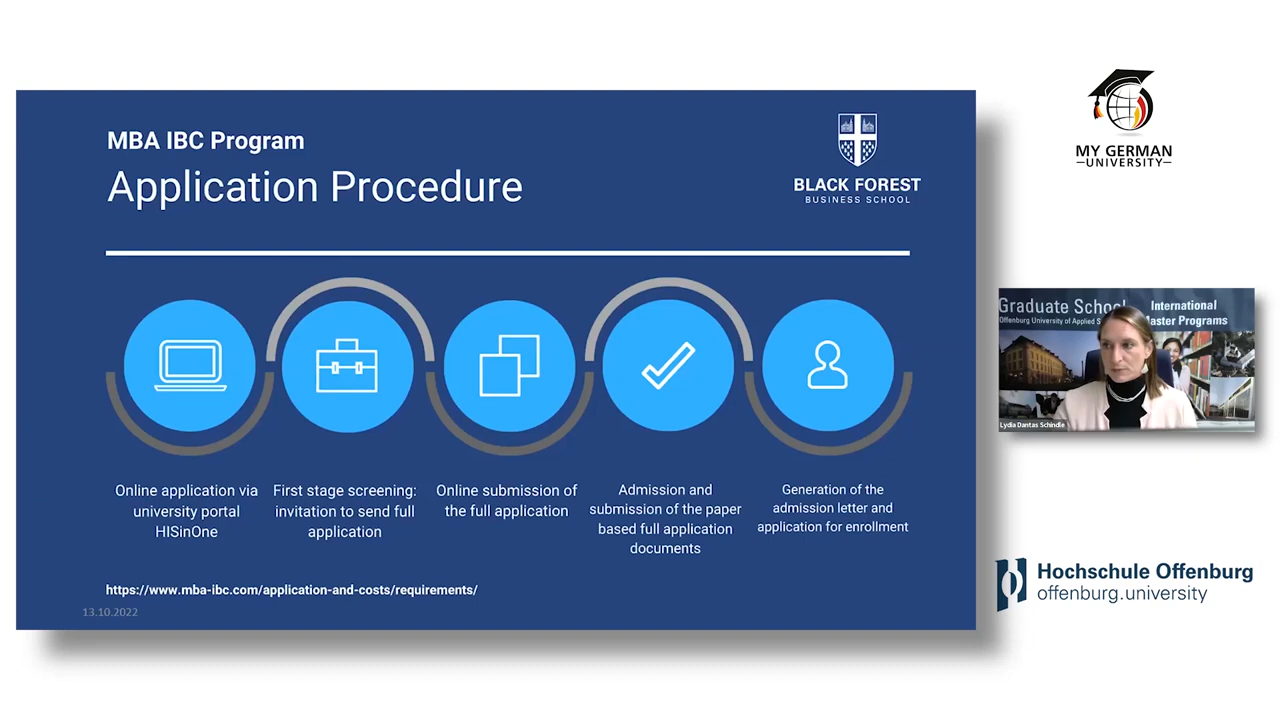 MBA IBC Program
Application Procedure
BLACK FOREST
BUSINESS SCHOOL
Online application via
university portal
HISinOne
First stage screening:
invitation to send full
application
Online submission of
the full application
Admission and
submission of the paper
based full application
documents
Generation of the
admission letter and
application for enrollment
https://www.mba-ibc.com/application-and-costs/requirements/
13.10.2022
MY GERMAN
UNIVERSITY
Graduate School
Offenburg University of Applied
International
Master Programs
Lydia Dantas Schindle
Hochschule Offenburg
offenburg.university